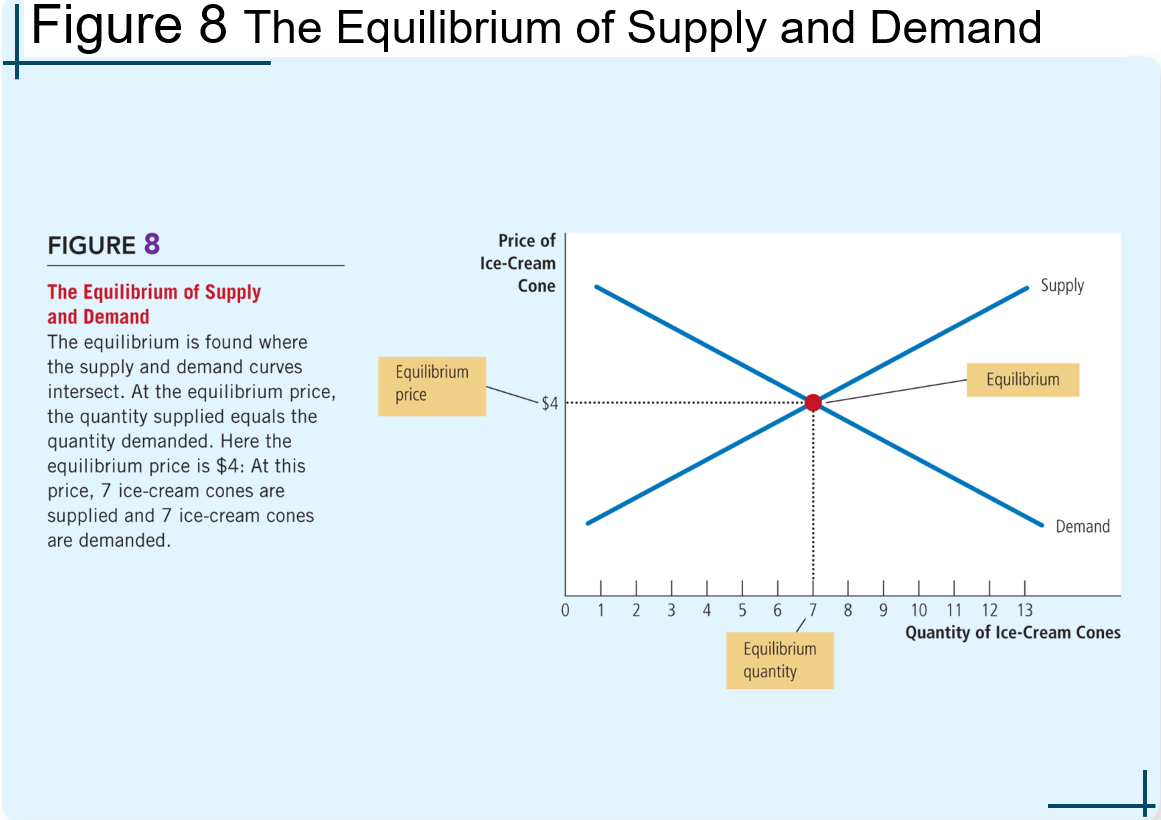 Figure 8 The Equilibrium of Supply and Demand
FIGURE 8
The Equilibrium of Supply
and Demand
The equilibrium is found where
the supply and demand curves
intersect. At the equilibrium price,
the quantity supplied equals the
quantity demanded. Here the
equilibrium price is $4: At this
price, 7 ice-cream cones are
supplied and 7 ice-cream cones
are demanded.
Price of
Ice-Cream
Cone
Supply
Equilibrium
price
Equilibrium
$4
Demand
0 1 2 3 4 5 6 7 8 9 10 11 12 13
Quantity of Ice-Cream Cones
Equilibrium
quantity